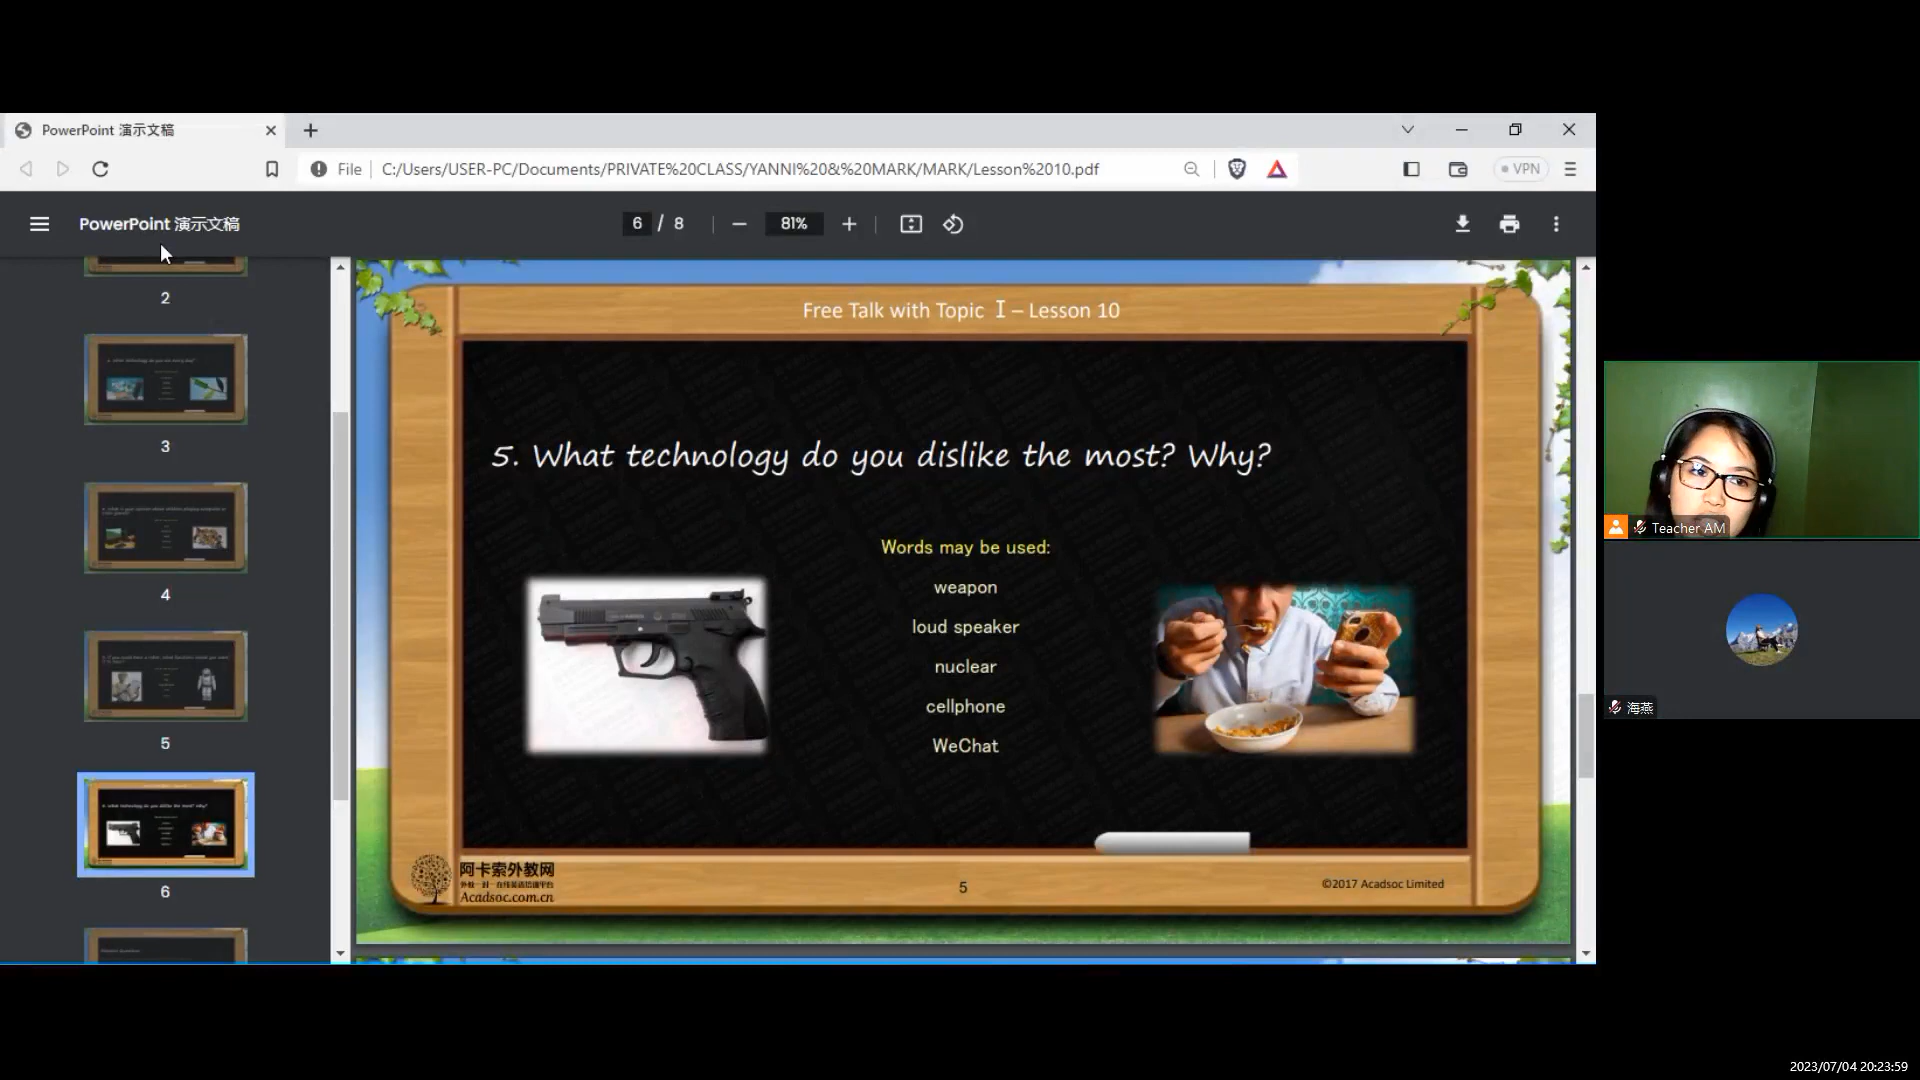 PowerPoint 演示文稿
File
C:/Users/USER-PC/Documents/PRIVATE%20CLASS/YANNI%20&%20MARK/MARK/Lesson%2010.pdf
VPN
PowerPoint 演示文稿
6 / 8
81%
2
3
4
5
6
Free Talk with Topic Ⅰ – Lesson 10
5. What technology do you dislike the most? Why?
Words may be used:
weapon
loud speaker
nuclear
cellphone
WeChat
阿卡索外教网
Acadsoc.com.cn
5
©2017 Acadsoc Limited
Teacher AM
海燕
2023/07/04 20:23:59